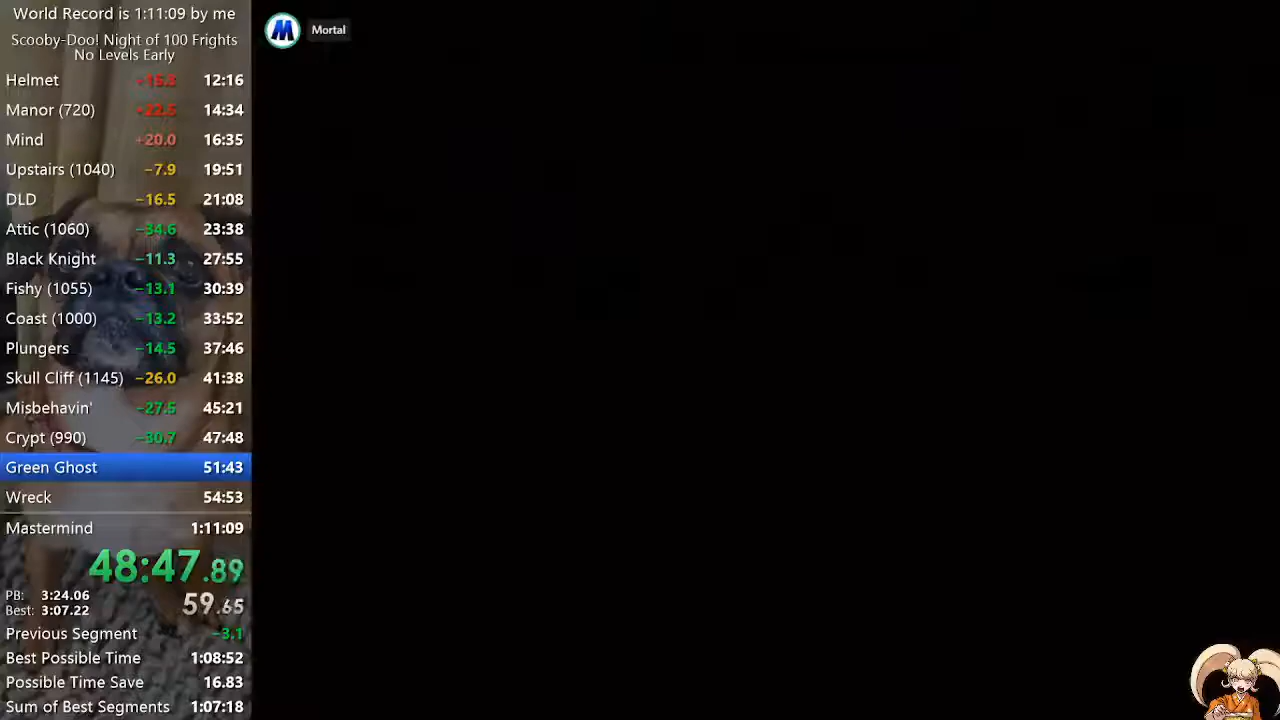 World Record is 1:11:09 by me
Mortal
Scooby-Doo! Night of 100 Frights
No Levels Early
Helmet +15.3 12:16
Manor (720) +22.5 14:34
Mind +20.0 16:35
Upstairs (1040) −7.9 19:51
DLD −16.5 21:08
Attic (1060) −34.6 23:38
Black Knight −11.3 27:55
Fishy (1055) −13.1 30:39
Coast (1000) −13.2 33:52
Plungers −14.5 37:46
Skull Cliff (1145) −26.0 41:38
Misbehavin' −27.5 45:21
Crypt (990) −30.7 47:48
Green Ghost 51:43
Wreck 54:53
Mastermind 1:11:09
48:47.89
PB: 3:24.06
Best: 3:07.22
59.65
Previous Segment −3.1
Best Possible Time 1:08:52
Possible Time Save 16.83
Sum of Best Segments 1:07:18